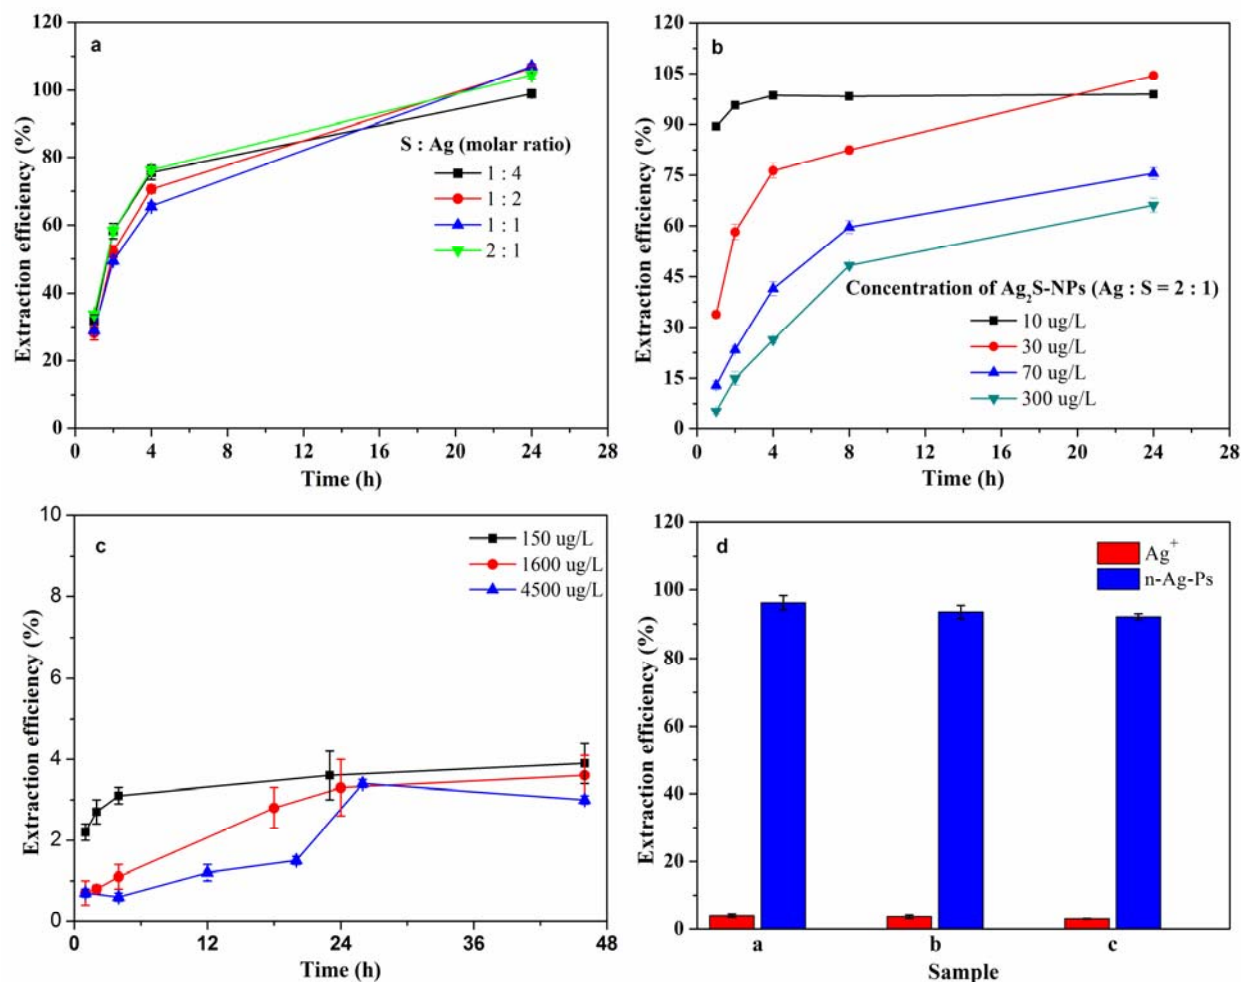 a
120
100
80
60
40
20
0
Extraction efficiency (%)
S : Ag (molar ratio)
1 : 4
1 : 2
1 : 1
2 : 1
0 4 8 12 16 20 24 28
Time (h)
b
120
105
90
75
60
45
30
15
0
Extraction efficiency (%)
Concentration of Ag₂S-NPs (Ag : S = 2 : 1)
10 ug/L
30 ug/L
70 ug/L
300 ug/L
0 4 8 12 16 20 24 28
Time (h)
c
10
8
6
4
2
0
Extraction efficiency (%)
150 ug/L
1600 ug/L
4500 ug/L
0 12 24 36 48
Time (h)
d
120
100
80
60
40
20
0
Extraction efficiency (%)
Ag⁺
n-Ag-Ps
a b c
Sample